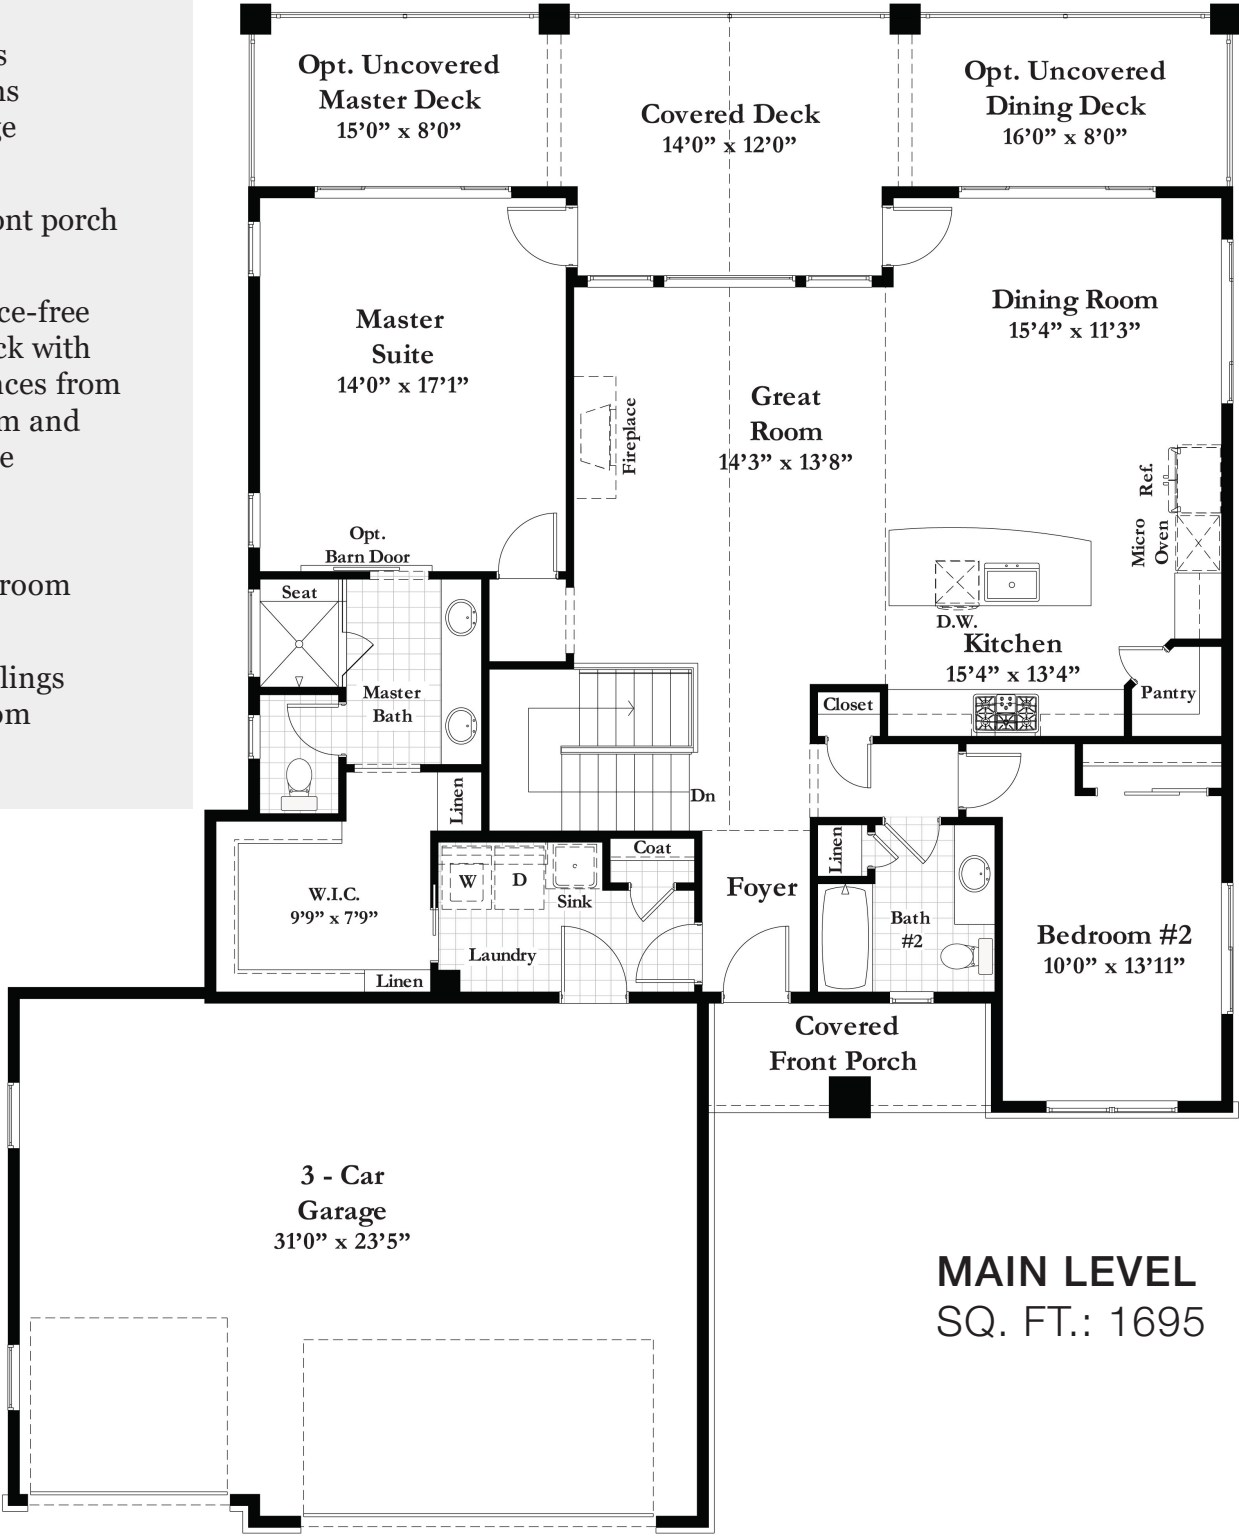 s
ns
ge
ont porch
ce-free
ck with
nces from
m and
e
room
lings
om
Opt. Uncovered
Master Deck
15’0” x 8’0”
Covered Deck
14’0” x 12’0”
Opt. Uncovered
Dining Deck
16’0” x 8’0”
Master
Suite
14’0” x 17’1”
Dining Room
15’4” x 11’3”
Great
Room
14’3” x 13’8”
Fireplace
Ref.
Micro
Oven
Opt.
Barn Door
Seat
D.W.
Kitchen
15’4” x 13’4”
Pantry
Master
Bath
Closet
Linen
Dn
Coat
Linen
W
D
Sink
Foyer
W.I.C.
9’9” x 7’9”
Laundry
Linen
Bath
#2
Bedroom #2
10’0” x 13’11”
Covered
Front Porch
3 - Car
Garage
31’0” x 23’5”
MAIN LEVEL
SQ. FT.: 1695